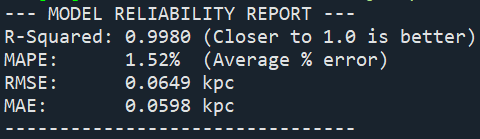 --- MODEL RELIABILITY REPORT ---
R-Squared: 0.9980 (Closer to 1.0 is better)
MAPE:      1.52%  (Average % error)
RMSE:      0.0649 kpc
MAE:       0.0598 kpc
--------------------------------